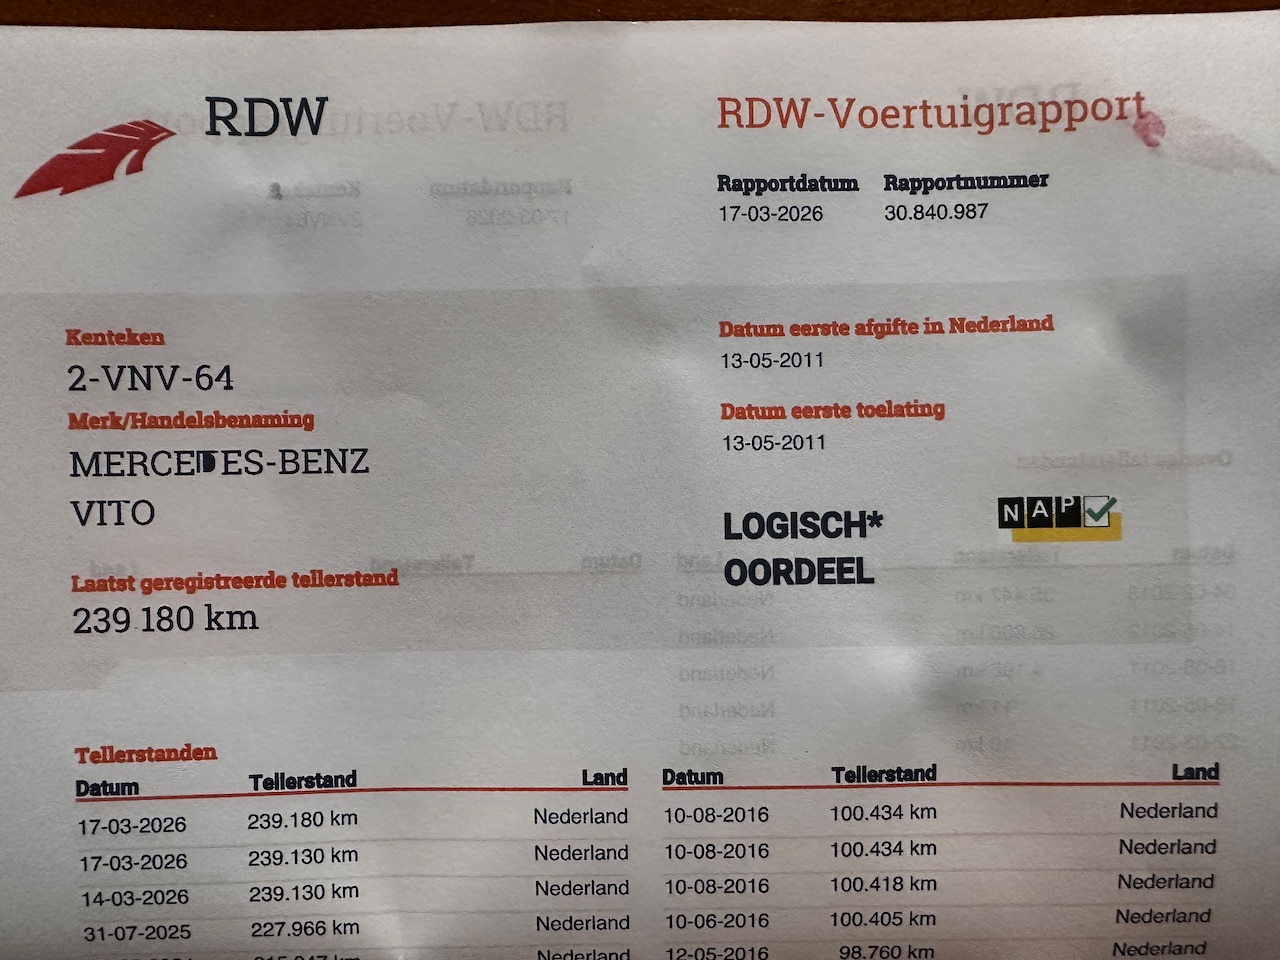 RDW
RDW-Voertuigrapport
Rapportdatum Rapportnummer
17-03-2026 30.840.987
Kenteken
2-VNV-64
Merk/Handelsbenaming
MERCEDES-BENZ
VITO
Laatst geregistreerde tellerstand
239.180 km
Datum eerste afgifte in Nederland
13-05-2011
Datum eerste toelating
13-05-2011
LOGISCH*
OORDEEL
NAP
Tellerstanden
Datum Tellerstand Land
17-03-2026 239.180 km Nederland
17-03-2026 239.130 km Nederland
14-03-2026 239.130 km Nederland
31-07-2025 227.966 km Nederland
Nederland
Datum Tellerstand Land
10-08-2016 100.434 km Nederland
10-08-2016 100.434 km Nederland
10-08-2016 100.418 km Nederland
10-06-2016 100.405 km Nederland
12-05-2016 98.760 km Nederland